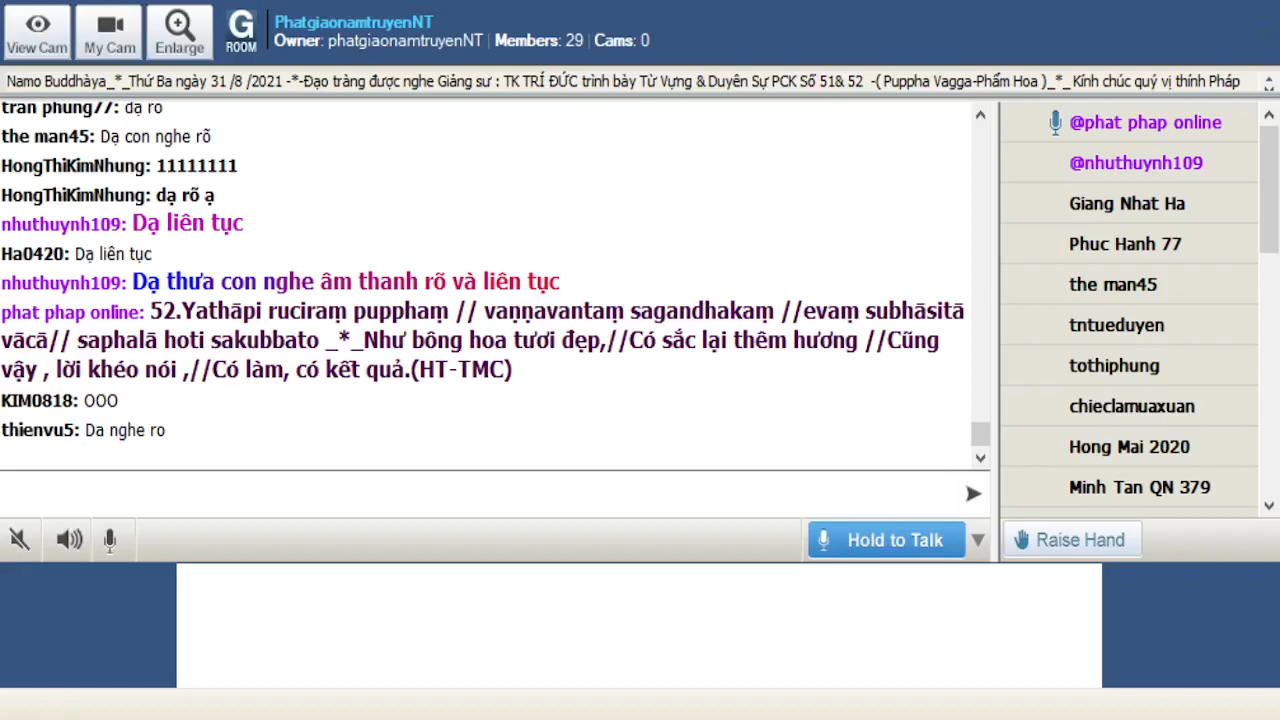 View Cam
My Cam
Enlarge
G ROOM
PhatgiaonamtruyenNT
Owner: phatgiaonamtruyenNT | Members: 29 | Cams: 0
Namo Buddhàya_*_Thứ Ba ngày 31 /8 /2021 -*-Đạo tràng được nghe Giảng sư : TK TRÍ ĐỨC trình bày Từ Vựng & Duyên Sự PCK Số 51& 52 -( Puppha Vagga-Phẩm Hoa )_*_ Kính chúc quý vị thính Pháp
tran phung77: dạ ro
the man45: Dạ con nghe rõ
HongThiKimNhung: 11111111
HongThiKimNhung: dạ rõ ạ
nhuthuynh109: Dạ liên tục
Ha0420: Dạ liên tục
nhuthuynh109: Dạ thưa con nghe âm thanh rõ và liên tục
phat phap online: 52.Yathāpi ruciraṃ pupphaṃ // vaṇṇavantaṃ sagandhakaṃ //evaṃ subhāsitā
vācā// saphalā hoti sakubbato _*_Như bông hoa tươi đẹp,//Có sắc lại thêm hương //Cũng
vậy , lời khéo nói ,//Có làm, có kết quả.(HT-TMC)
KIM0818: OOO
thienvu5: Da nghe ro
@phat phap online
@nhuthuynh109
Giang Nhat Ha
Phuc Hanh 77
the man45
tntueduyen
tothiphung
chieclamuaxuan
Hong Mai 2020
Minh Tan QN 379
Hold to Talk
Raise Hand